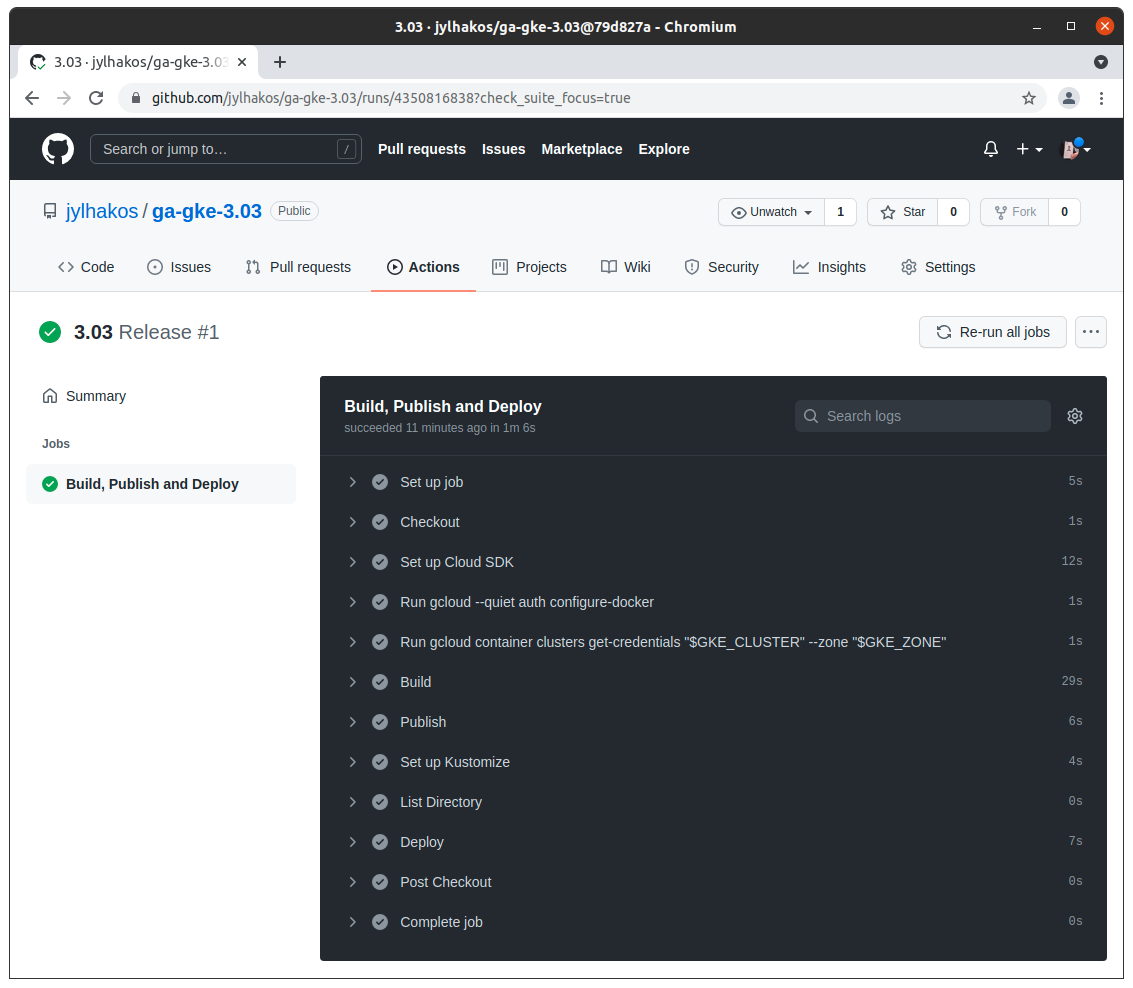 3.03 · jylhakos/ga-gke-3.03@79d827a - Chromium
3.03 · jylhakos/ga-gke-3.03
github.com/jylhakos/ga-gke-3.03/runs/4350816838?check_suite_focus=true
Search or jump to… / Pull requests Issues Marketplace Explore
jylhakos / ga-gke-3.03 Public Unwatch 1 Star 0 Fork 0
Code Issues Pull requests Actions Projects Wiki Security Insights Settings
3.03 Release #1 Re-run all jobs
Summary
Jobs
Build, Publish and Deploy
Build, Publish and Deploy
succeeded 11 minutes ago in 1m 6s
Search logs
Set up job 5s
Checkout 1s
Set up Cloud SDK 12s
Run gcloud --quiet auth configure-docker 1s
Run gcloud container clusters get-credentials "$GKE_CLUSTER" --zone "$GKE_ZONE" 1s
Build 29s
Publish 6s
Set up Kustomize 4s
List Directory 0s
Deploy 7s
Post Checkout 0s
Complete job 0s